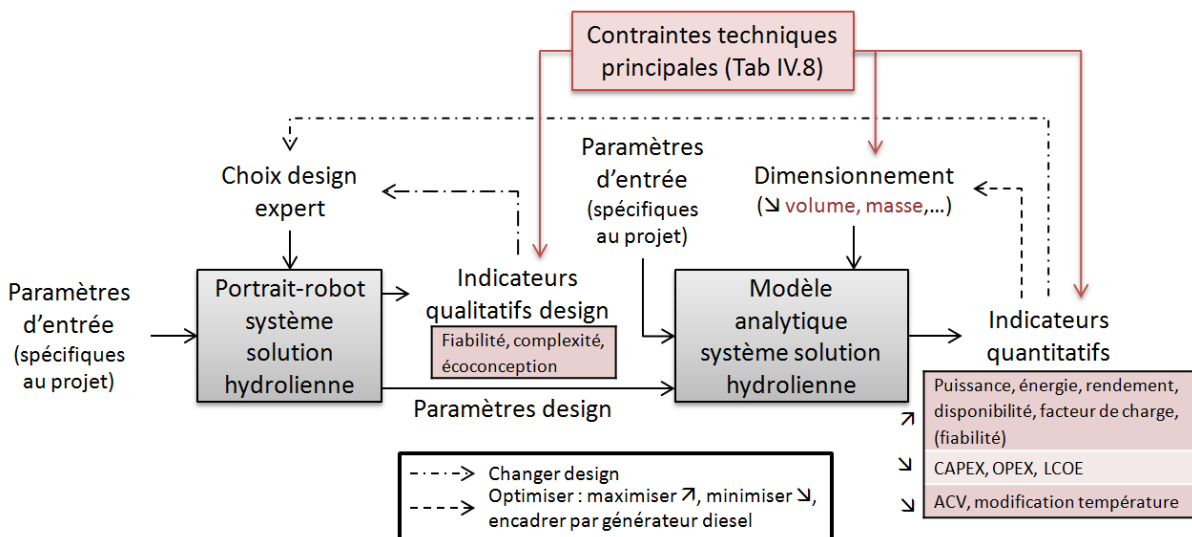 Contraintes techniques
principales (Tab IV.8)
Choix design
expert
Paramètres
d’entrée
(spécifiques
au projet)
Dimensionnement
(↘ volume, masse,…)
Paramètres
d’entrée
(spécifiques
au projet)
Portrait-robot
système
solution
hydrolienne
Indicateurs
qualitatifs design
Fiabilité, complexité,
écoconception
Paramètres design
Modèle
analytique
système solution
hydrolienne
Indicateurs
quantitatifs
Puissance, énergie, rendement,
↗ disponibilité, facteur de charge,
(fiabilité)
↘ CAPEX, OPEX, LCOE
↘ ACV, modification température
Changer design
Optimiser : maximiser ↗, minimiser ↘,
encadrer par générateur diesel